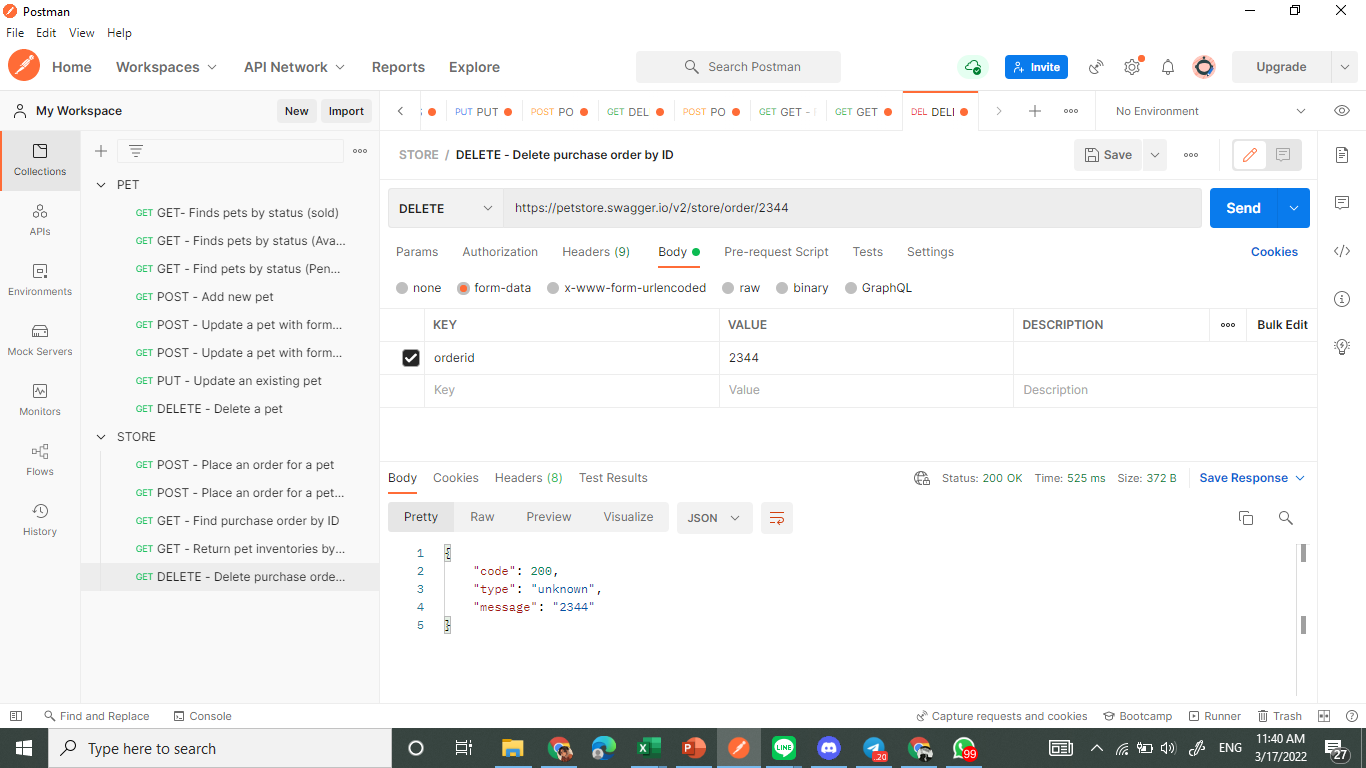 Postman
File Edit View Help
Home Workspaces API Network Reports Explore Search Postman Invite Upgrade
My Workspace New Import
PUT PUT POST PO GET DEL POST PO GET GET - GET GET DEL DELI No Environment
Collections
APIs
Environments
Mock Servers
Monitors
Flows
History
PET
GET GET- Finds pets by status (sold)
GET GET - Finds pets by status (Ava...
GET GET - Find pets by status (Pen...
GET POST - Add new pet
GET POST - Update a pet with form...
GET POST - Update a pet with form...
GET PUT - Update an existing pet
GET DELETE - Delete a pet
STORE
GET POST - Place an order for a pet
GET POST - Place an order for a pet...
GET GET - Find purchase order by ID
GET GET - Return pet inventories by...
GET DELETE - Delete purchase orde...
STORE / DELETE - Delete purchase order by ID Save
DELETE https://petstore.swagger.io/v2/store/order/2344 Send
Params Authorization Headers (9) Body Pre-request Script Tests Settings Cookies
none form-data x-www-form-urlencoded raw binary GraphQL
KEY VALUE DESCRIPTION Bulk Edit
orderid 2344
Key Value Description
Body Cookies Headers (8) Test Results Status: 200 OK Time: 525 ms Size: 372 B Save Response
Pretty Raw Preview Visualize JSON
1 {
2 "code": 200,
3 "type": "unknown",
4 "message": "2344"
5 }
Find and Replace Console Capture requests and cookies Bootcamp Runner Trash
Type here to search
LINE
20
99
ENG
11:40 AM
3/17/2022
27